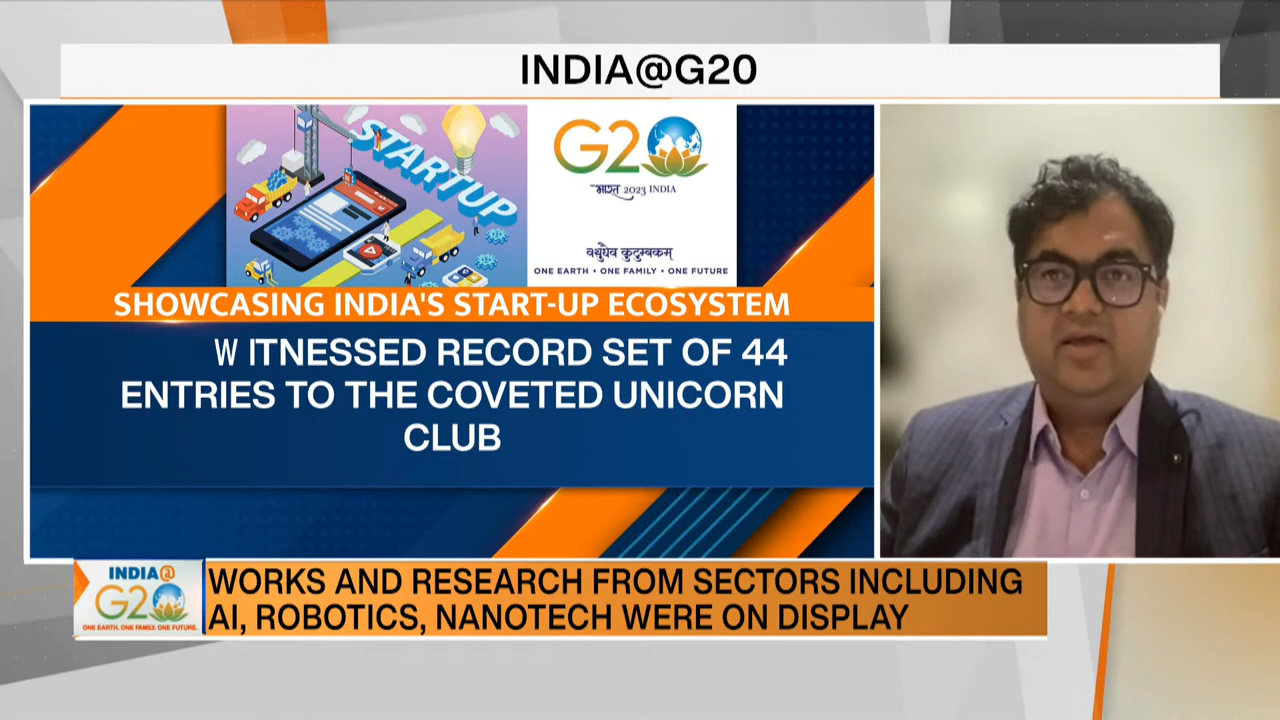 INDIA@G20
STARTUP
G20
भारत 2023 INDIA
वसुधैव कुटुम्बकम्
ONE EARTH • ONE FAMILY • ONE FUTURE
SHOWCASING INDIA'S START-UP ECOSYSTEM
W ITNESSED RECORD SET OF 44
ENTRIES TO THE COVETED UNICORN
CLUB
INDIA@
G20
ONE EARTH. ONE FAMILY. ONE FUTURE.
WORKS AND RESEARCH FROM SECTORS INCLUDING
AI, ROBOTICS, NANOTECH WERE ON DISPLAY